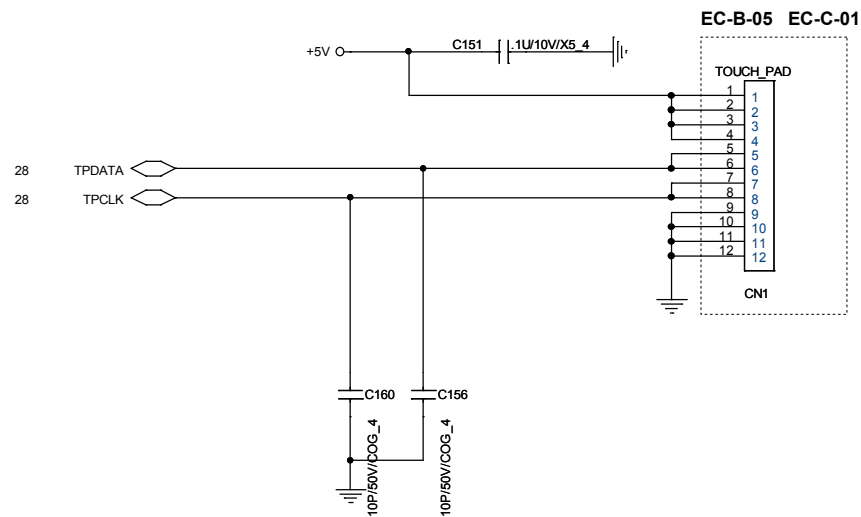 EC-B-05 EC-C-01
+5V
C151
.1U/10V/X5_4
TOUCH_PAD
1 1
2 2
3 3
4 4
5 5
28 TPDATA
6 6
7 7
28 TPCLK
8 8
9 9
10 10
11 11
12 12
CN1
C160
C156
10P/50V/COG_4
10P/50V/COG_4